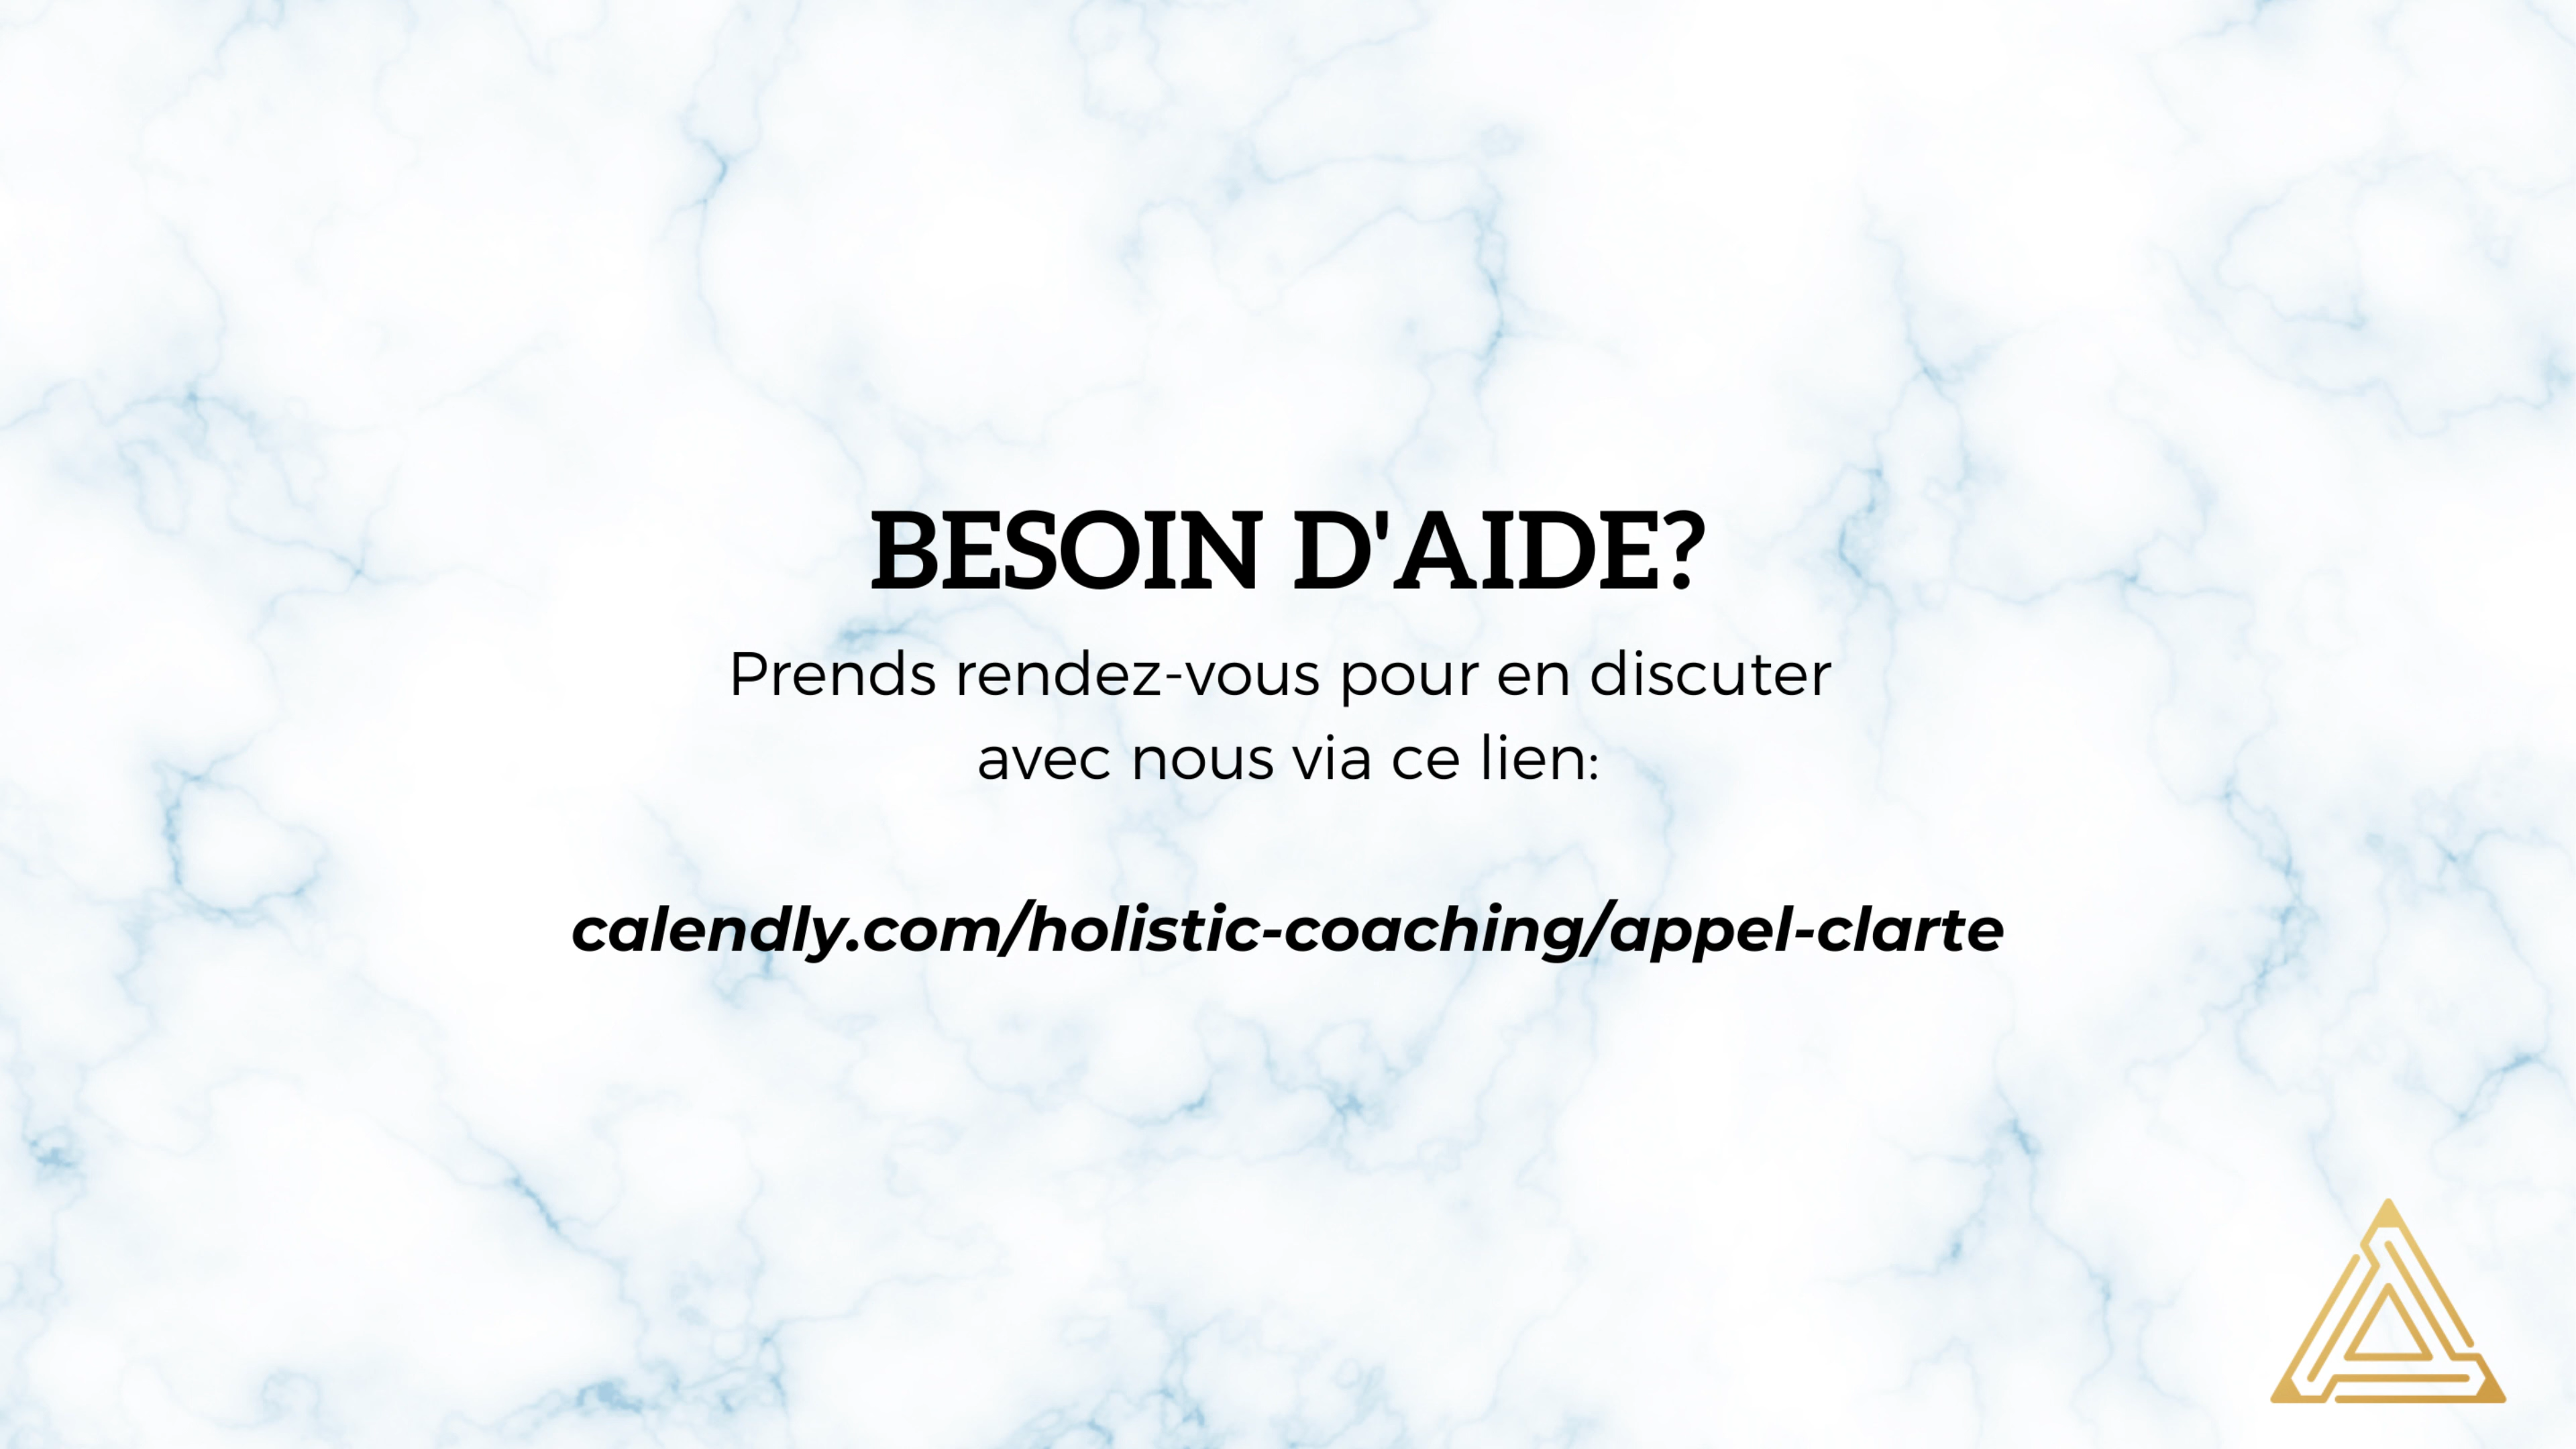 BESOIN D'AIDE?
Prends rendez-vous pour en discuter
avec nous via ce lien:
calendly.com/holistic-coaching/appel-clarte